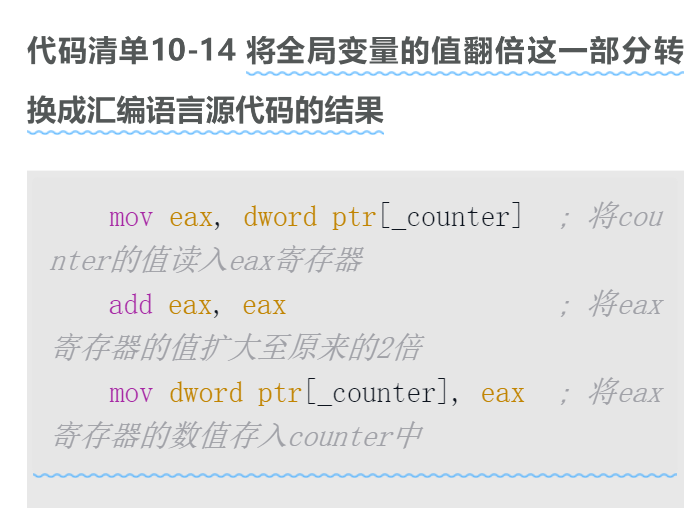 代码清单10-14 将全局变量的值翻倍这一部分转
换成汇编语言源代码的结果
mov eax, dword ptr[_counter]  ; 将cou
nter的值读入eax寄存器
add eax, eax                  ; 将eax
寄存器的值扩大至原来的2倍
mov dword ptr[_counter], eax  ; 将eax
寄存器的数值存入counter中